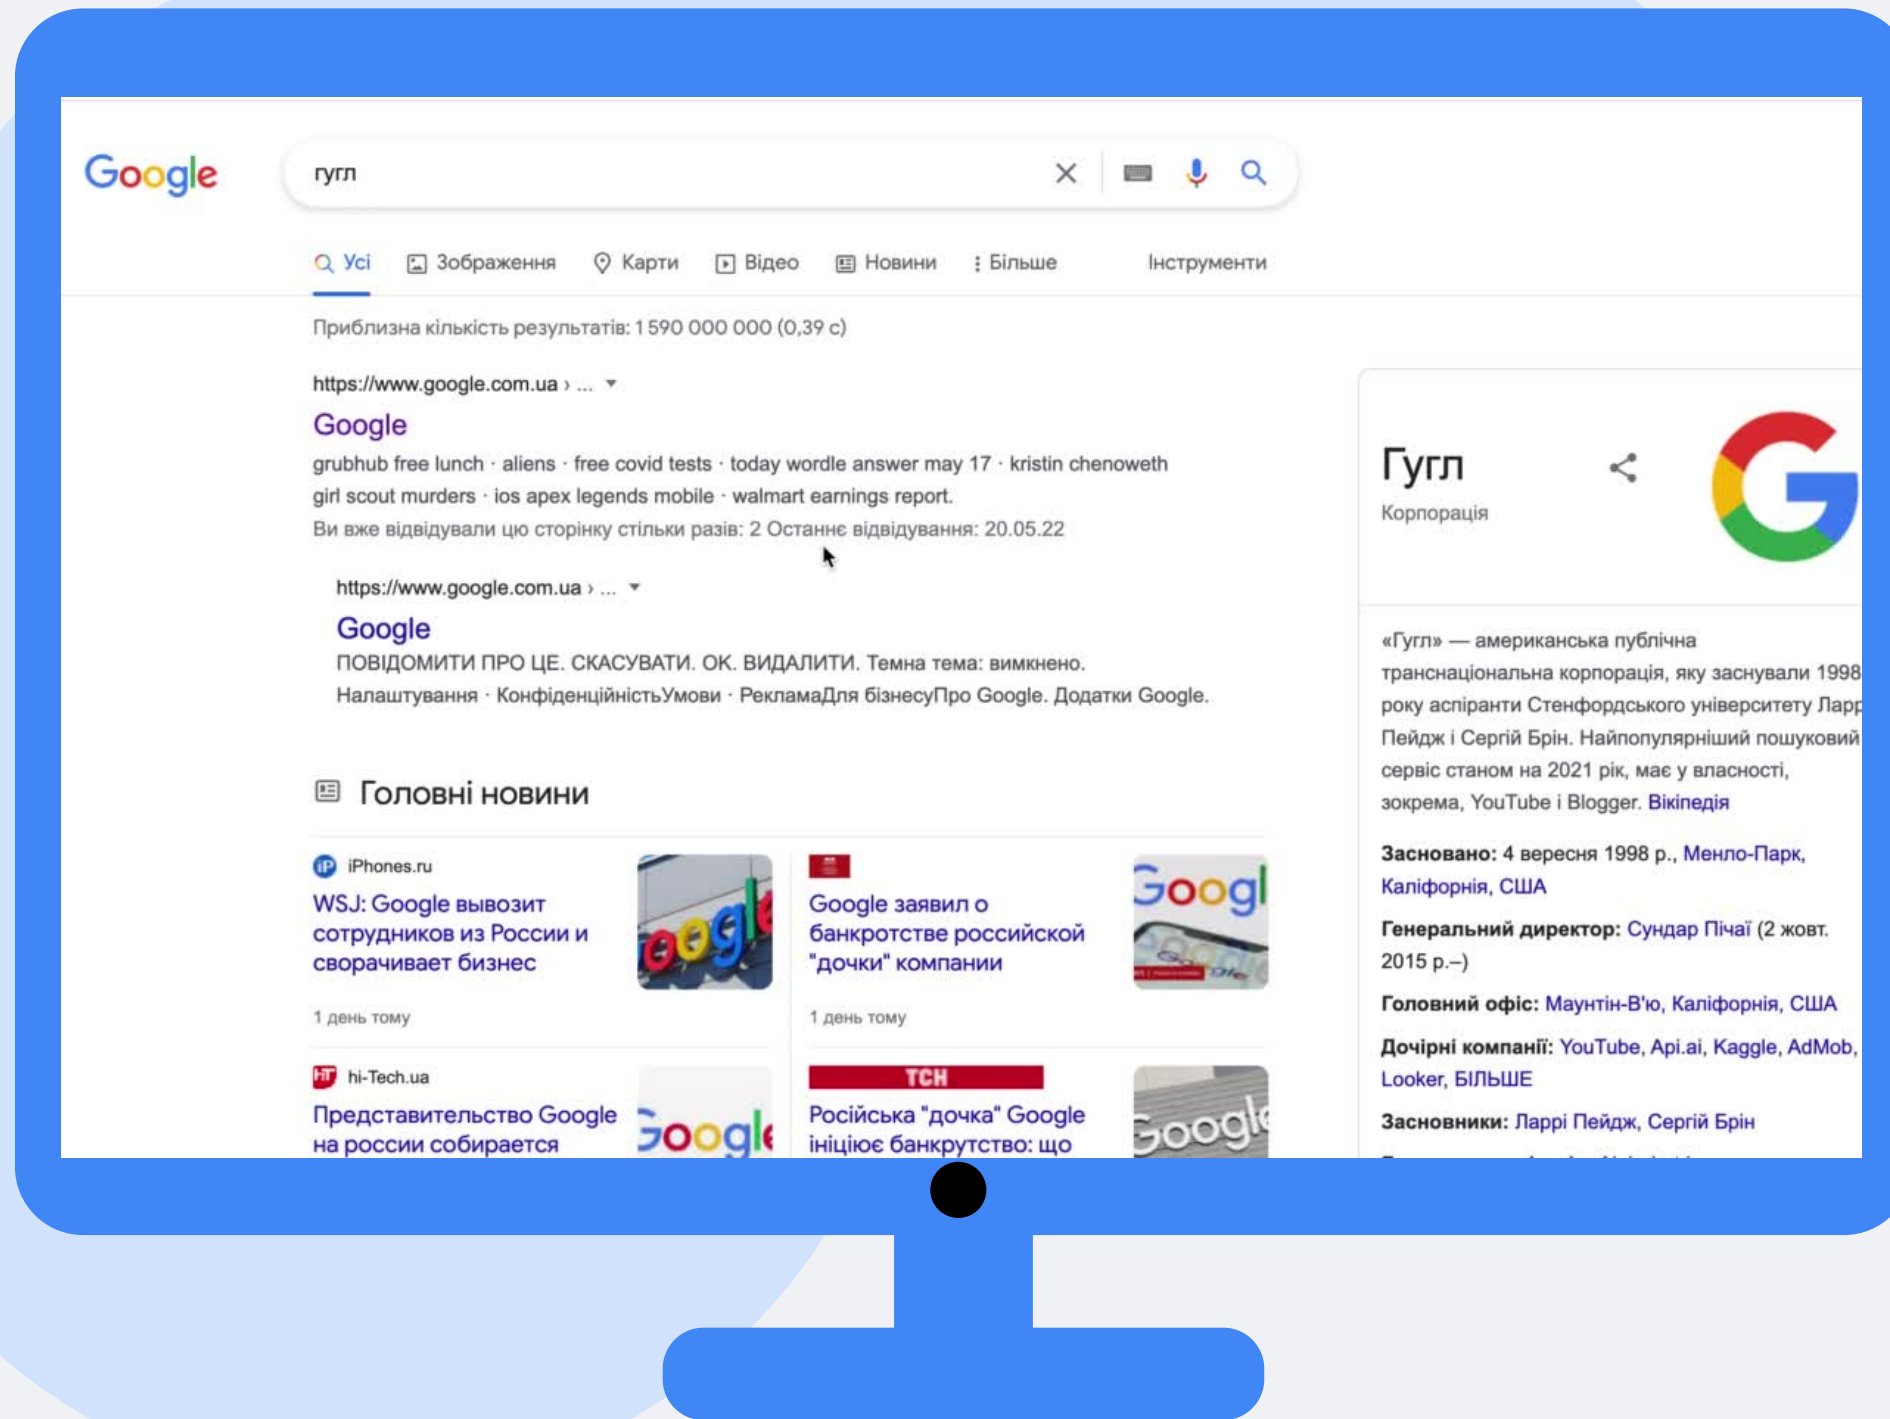 Google
гугл
Усі Зображення Карти Відео Новини Більше Інструменти
Приблизна кількість результатів: 1 590 000 000 (0,39 с)
https://www.google.com.ua › ...
Google
grubhub free lunch · aliens · free covid tests · today wordle answer may 17 · kristin chenoweth
girl scout murders · ios apex legends mobile · walmart earnings report.
Ви вже відвідували цю сторінку стільки разів: 2 Останнє відвідування: 20.05.22
https://www.google.com.ua › ...
Google
ПОВІДОМИТИ ПРО ЦЕ. СКАСУВАТИ. OK. ВИДАЛИТИ. Темна тема: вимкнено.
Налаштування · КонфіденційністьУмови · РекламаДля бізнесуПро Google. Додатки Google.
Головні новини
iPhones.ru
WSJ: Google вывозит
сотрудников из России и
сворачивает бизнес
1 день тому
Google заявил о
банкротстве российской
"дочки" компании
1 день тому
hi-Tech.ua
Представительство Google
на россии собирается
ТСН
Російська "дочка" Google
ініціює банкрутство: що
Гугл
Корпорація
«Гугл» — американська публічна
транснаціональна корпорація, яку заснували 1998
року аспіранти Стенфордського університету Ларр
Пейдж і Сергій Брін. Найпопулярніший пошуковий
сервіс станом на 2021 рік, має у власності,
зокрема, YouTube і Blogger. Вікіпедія
Засновано: 4 вересня 1998 р., Менло-Парк,
Каліфорнія, США
Генеральний директор: Сундар Пічаї (2 жовт.
2015 р.–)
Головний офіс: Маунтін-В'ю, Каліфорнія, США
Дочірні компанії: YouTube, Api.ai, Kaggle, AdMob,
Looker, БІЛЬШЕ
Засновники: Ларрі Пейдж, Сергій Брін